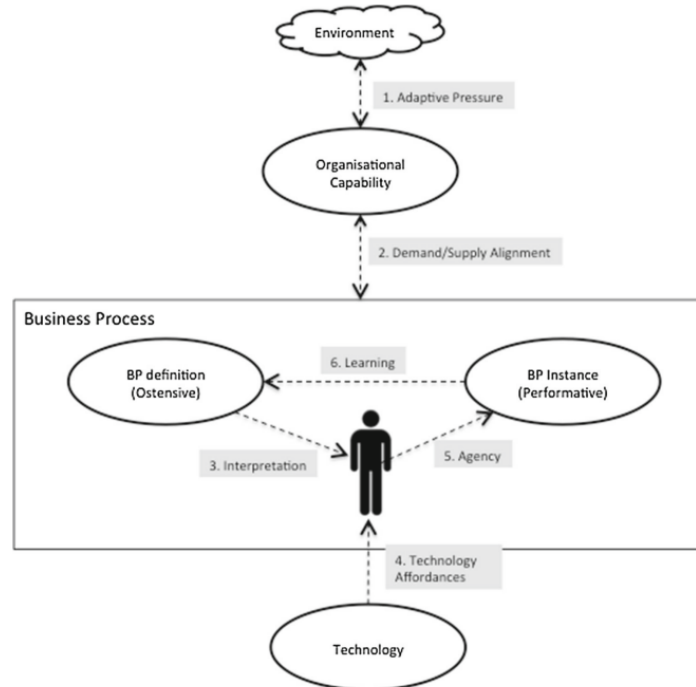 Environment
1. Adaptive Pressure
Organisational
Capability
2. Demand/Supply Alignment
Business Process
BP definition
(Ostensive)
6. Learning
BP Instance
(Performative)
3. Interpretation
5. Agency
4. Technology
Affordances
Technology